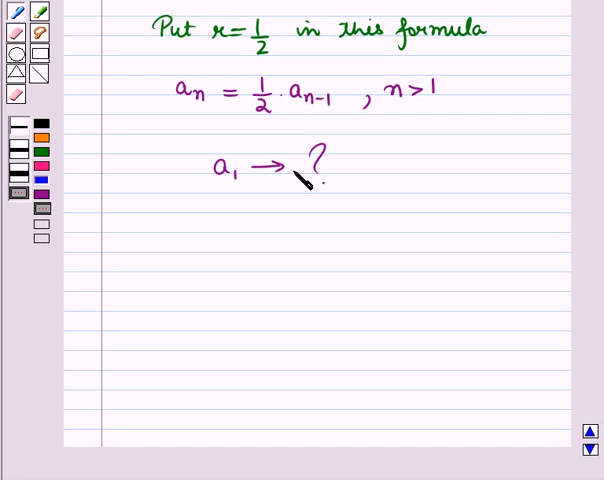 Put r=1/2 in this formula
aₙ = 1/2 · aₙ₋₁ , n>1
a₁ → ?